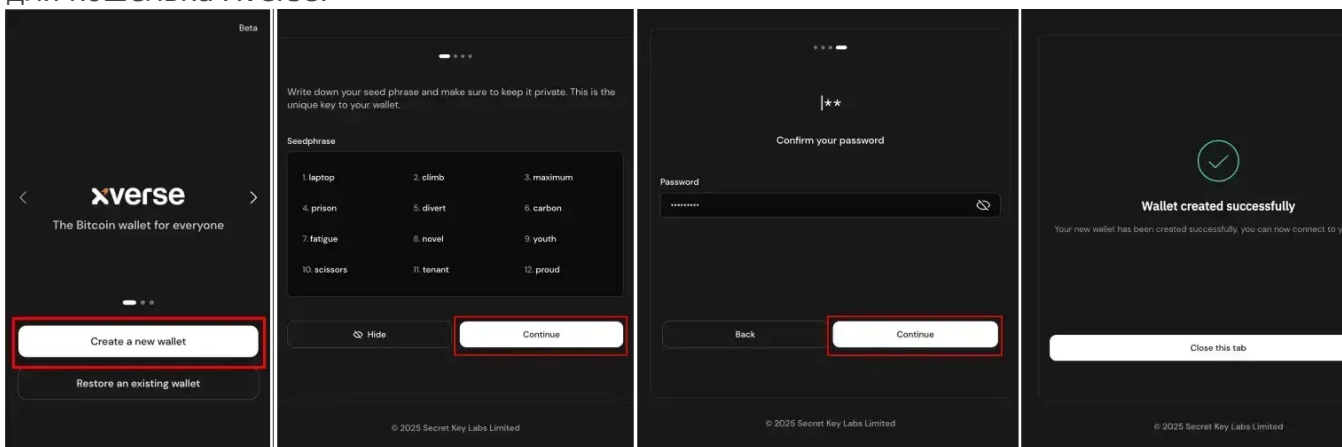 для кошелька Xverse.
Beta
xverse
The Bitcoin wallet for everyone
Create a new wallet
Restore an existing wallet
Write down your seed phrase and make sure to keep it private. This is the
unique key to your wallet.
Seedphrase
1. laptop 2. climb 3. maximum
4. prison 5. divert 6. carbon
7. fatigue 8. novel 9. youth
10. scissors 11. tenant 12. proud
Hide Continue
© 2025 Secret Key Labs Limited
|**
Confirm your password
Password
•••••••••
Back Continue
© 2025 Secret Key Labs Limited
Wallet created successfully
Your new wallet has been created successfully, you can now connect to y
Close this tab
© 2025 Secret Key Labs Limited